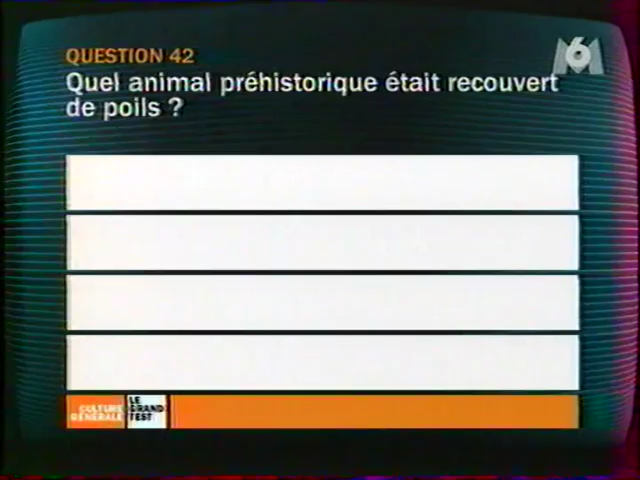 QUESTION 42
M6
Quel animal préhistorique était recouvert
de poils ?
CULTURE
GÉNÉRALE
LE
GRAND
TEST